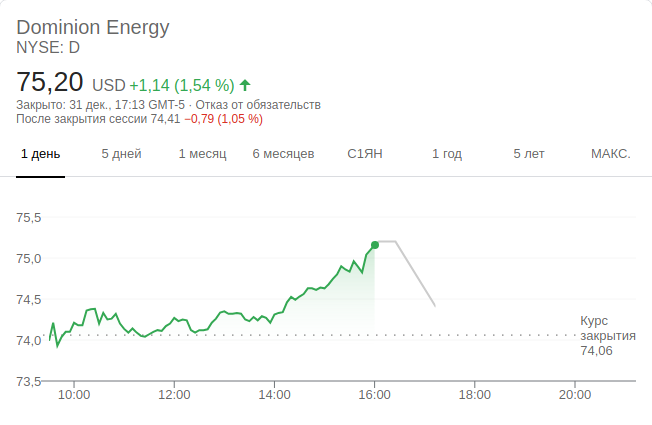 Dominion Energy
NYSE: D
75,20 USD +1,14 (1,54 %)
Закрыто: 31 дек., 17:13 GMT-5 · Отказ от обязательств
После закрытия сессии 74,41 −0,79 (1,05 %)
1 день 5 дней 1 месяц 6 месяцев С1ЯН 1 год 5 лет МАКС.
75,5
75,0
74,5
74,0
73,5
Курс
закрытия
74,06
10:00 12:00 14:00 16:00 18:00 20:00